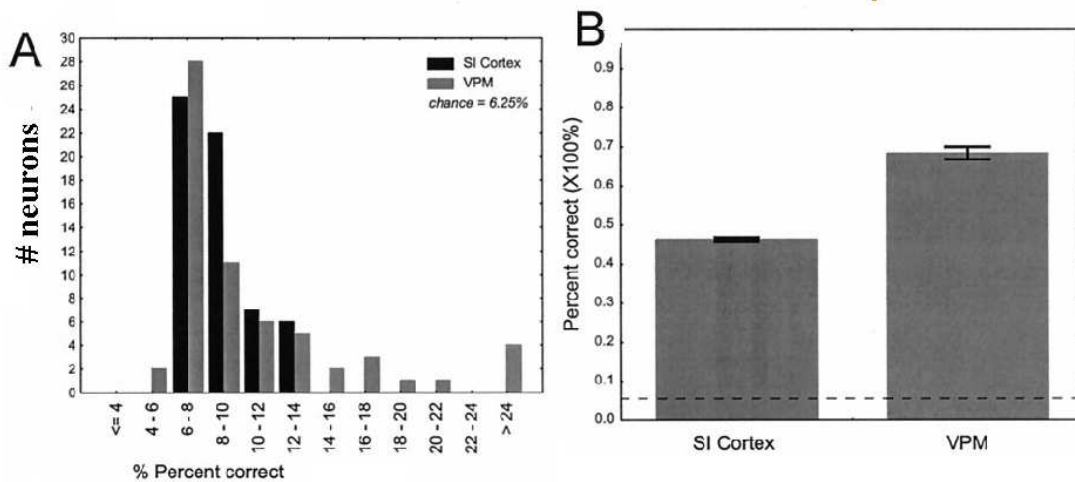 A
# neurons
30
28
26
24
22
20
18
16
14
12
10
8
6
4
2
0
SI Cortex
VPM
chance = 6.25%
<= 4
4 - 6
6 - 8
8 - 10
10 - 12
12 - 14
14 - 16
16 - 18
18 - 20
20 - 22
22 - 24
> 24
% Percent correct
B
Percent correct (X100%)
0.9
0.8
0.7
0.6
0.5
0.4
0.3
0.2
0.1
0.0
SI Cortex
VPM